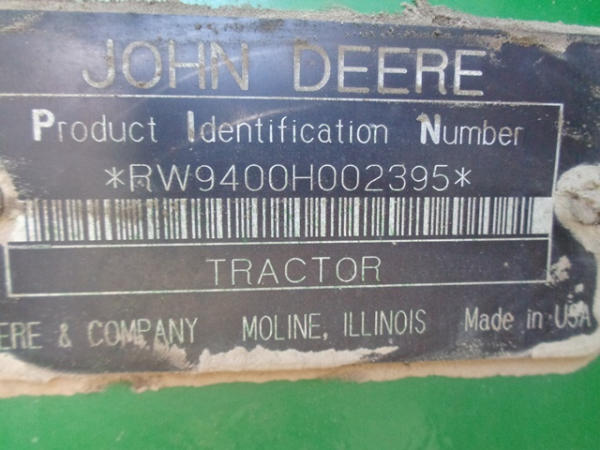 JOHN DEERE
Product Identification Number
*RW9400H002395*
TRACTOR
ERE & COMPANY MOLINE, ILLINOIS Made in USA